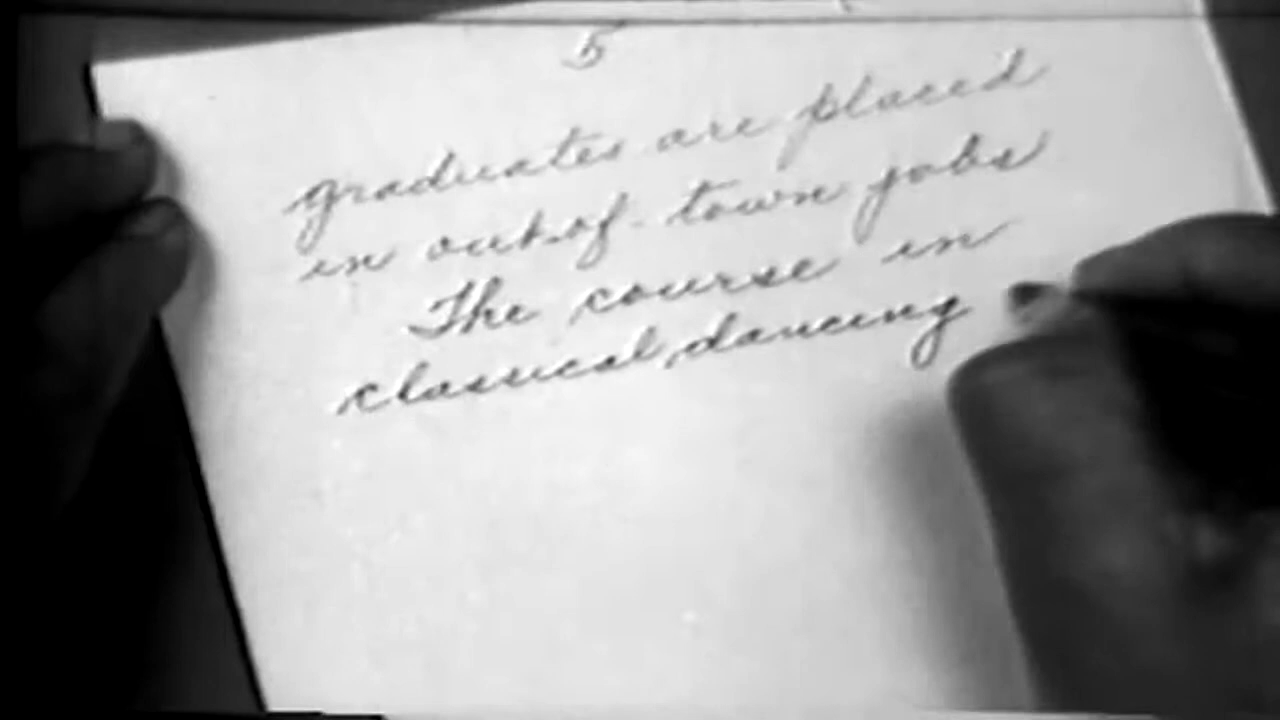 5
graduates are placed
in out-of-town jobs
The course in
classical dancing